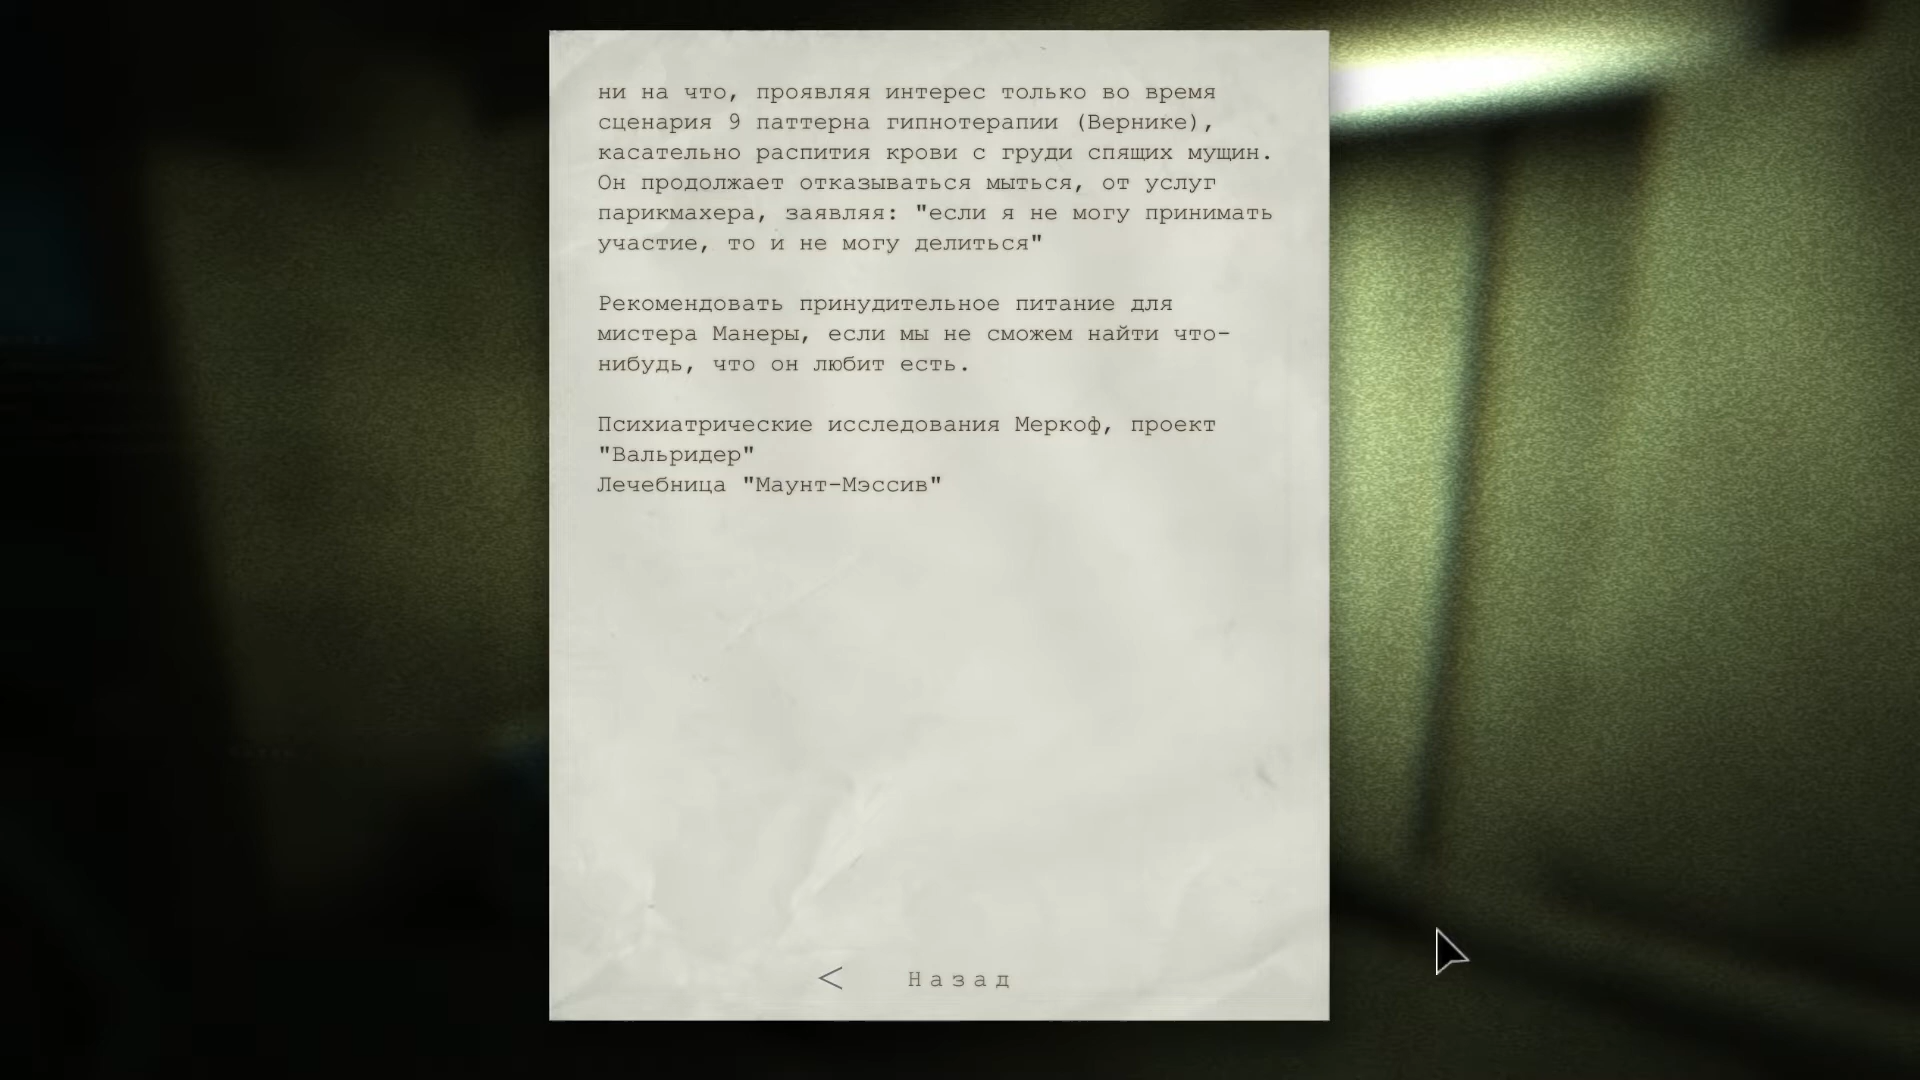 ни на что, проявляя интерес только во время
сценария 9 паттерна гипнотерапии (Вернике),
касательно распития крови с груди спящих мущин.
Он продолжает отказываться мыться, от услуг
парикмахера, заявляя: "если я не могу принимать
участие, то и не могу делиться"
Рекомендовать принудительное питание для
мистера Манеры, если мы не сможем найти что-
нибудь, что он любит есть.
Психиатрические исследования Меркоф, проект
"Вальридер"
Лечебница "Маунт-Мэссив"
< Назад